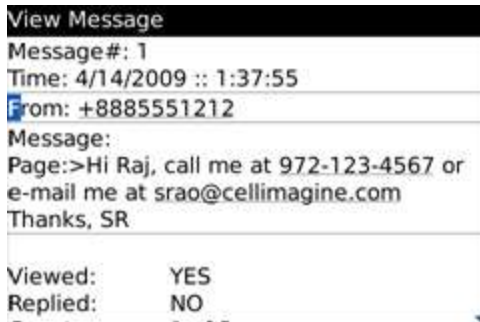 View Message
Message#: 1
Time: 4/14/2009 :: 1:37:55
From: +8885551212
Message:
Page:>Hi Raj, call me at 972-123-4567 or
e-mail me at srao@cellimagine.com
Thanks, SR
Viewed: YES
Replied: NO